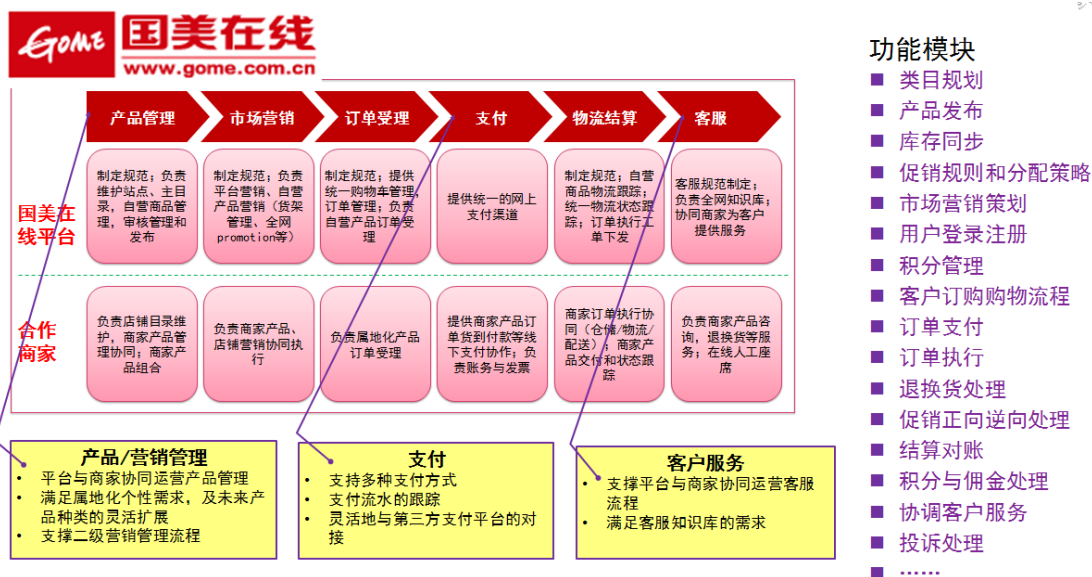 GOME 国美在线
www.gome.com.cn
产品管理
市场营销
订单受理
支付
物流结算
客服
国美在
线平台
制定规范；负责
维护站点、主目
录，自营商品管
理，审核管理和
发布
制定规范；负责
平台营销、自营
产品营销（货架
管理、全网
promotion等）
制定规范；提供
统一购物车管理，
订单管理；负责
自营产品订单受
理
提供统一的网上
支付渠道
制定规范；自营
商品物流跟踪；
统一物流状态跟
踪；订单执行工
单下发
客服规范制定；
负责全网知识库；
协同商家为客户
提供服务
合作
商家
负责店铺目录维
护，商家产品管
理协同；商家产
品组合
负责商家产品、
店铺营销协同执
行
负责属地化产品
订单受理
提供商家产品订
单货到付款等线
下支付协作；负
责账务与发票
商家订单执行协
同（仓储/物流/
配送）；商家产
品交付和状态跟
踪
负责商家产品咨
询，退换货等服
务；在线人工座
席
产品/营销管理
• 平台与商家协同运营产品管理
• 满足属地化个性需求，及未来产
品种类的灵活扩展
• 支撑二级营销管理流程
支付
• 支持多种支付方式
• 支付流水的跟踪
• 灵活地与第三方支付平台的对
接
客户服务
• 支撑平台与商家协同运营客服
流程
• 满足客服知识库的需求
功能模块
■ 类目规划
■ 产品发布
■ 库存同步
■ 促销规则和分配策略
■ 市场营销策划
■ 用户登录注册
■ 积分管理
■ 客户订购购物流程
■ 订单支付
■ 订单执行
■ 退换货处理
■ 促销正向逆向处理
■ 结算对账
■ 积分与佣金处理
■ 协调客户服务
■ 投诉处理
■ ……